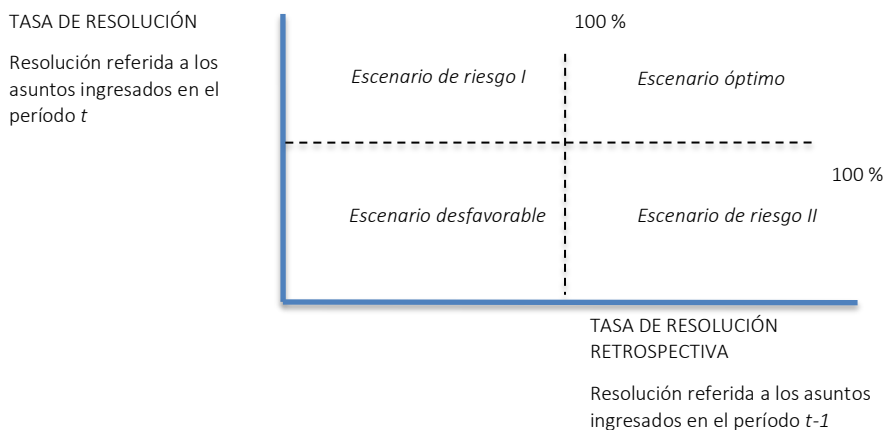 TASA DE RESOLUCIÓN
Resolución referida a los
asuntos ingresados en el
período t
100 %
Escenario de riesgo I
Escenario óptimo
100 %
Escenario desfavorable
Escenario de riesgo II
TASA DE RESOLUCIÓN
RETROSPECTIVA
Resolución referida a los asuntos
ingresados en el período t-1